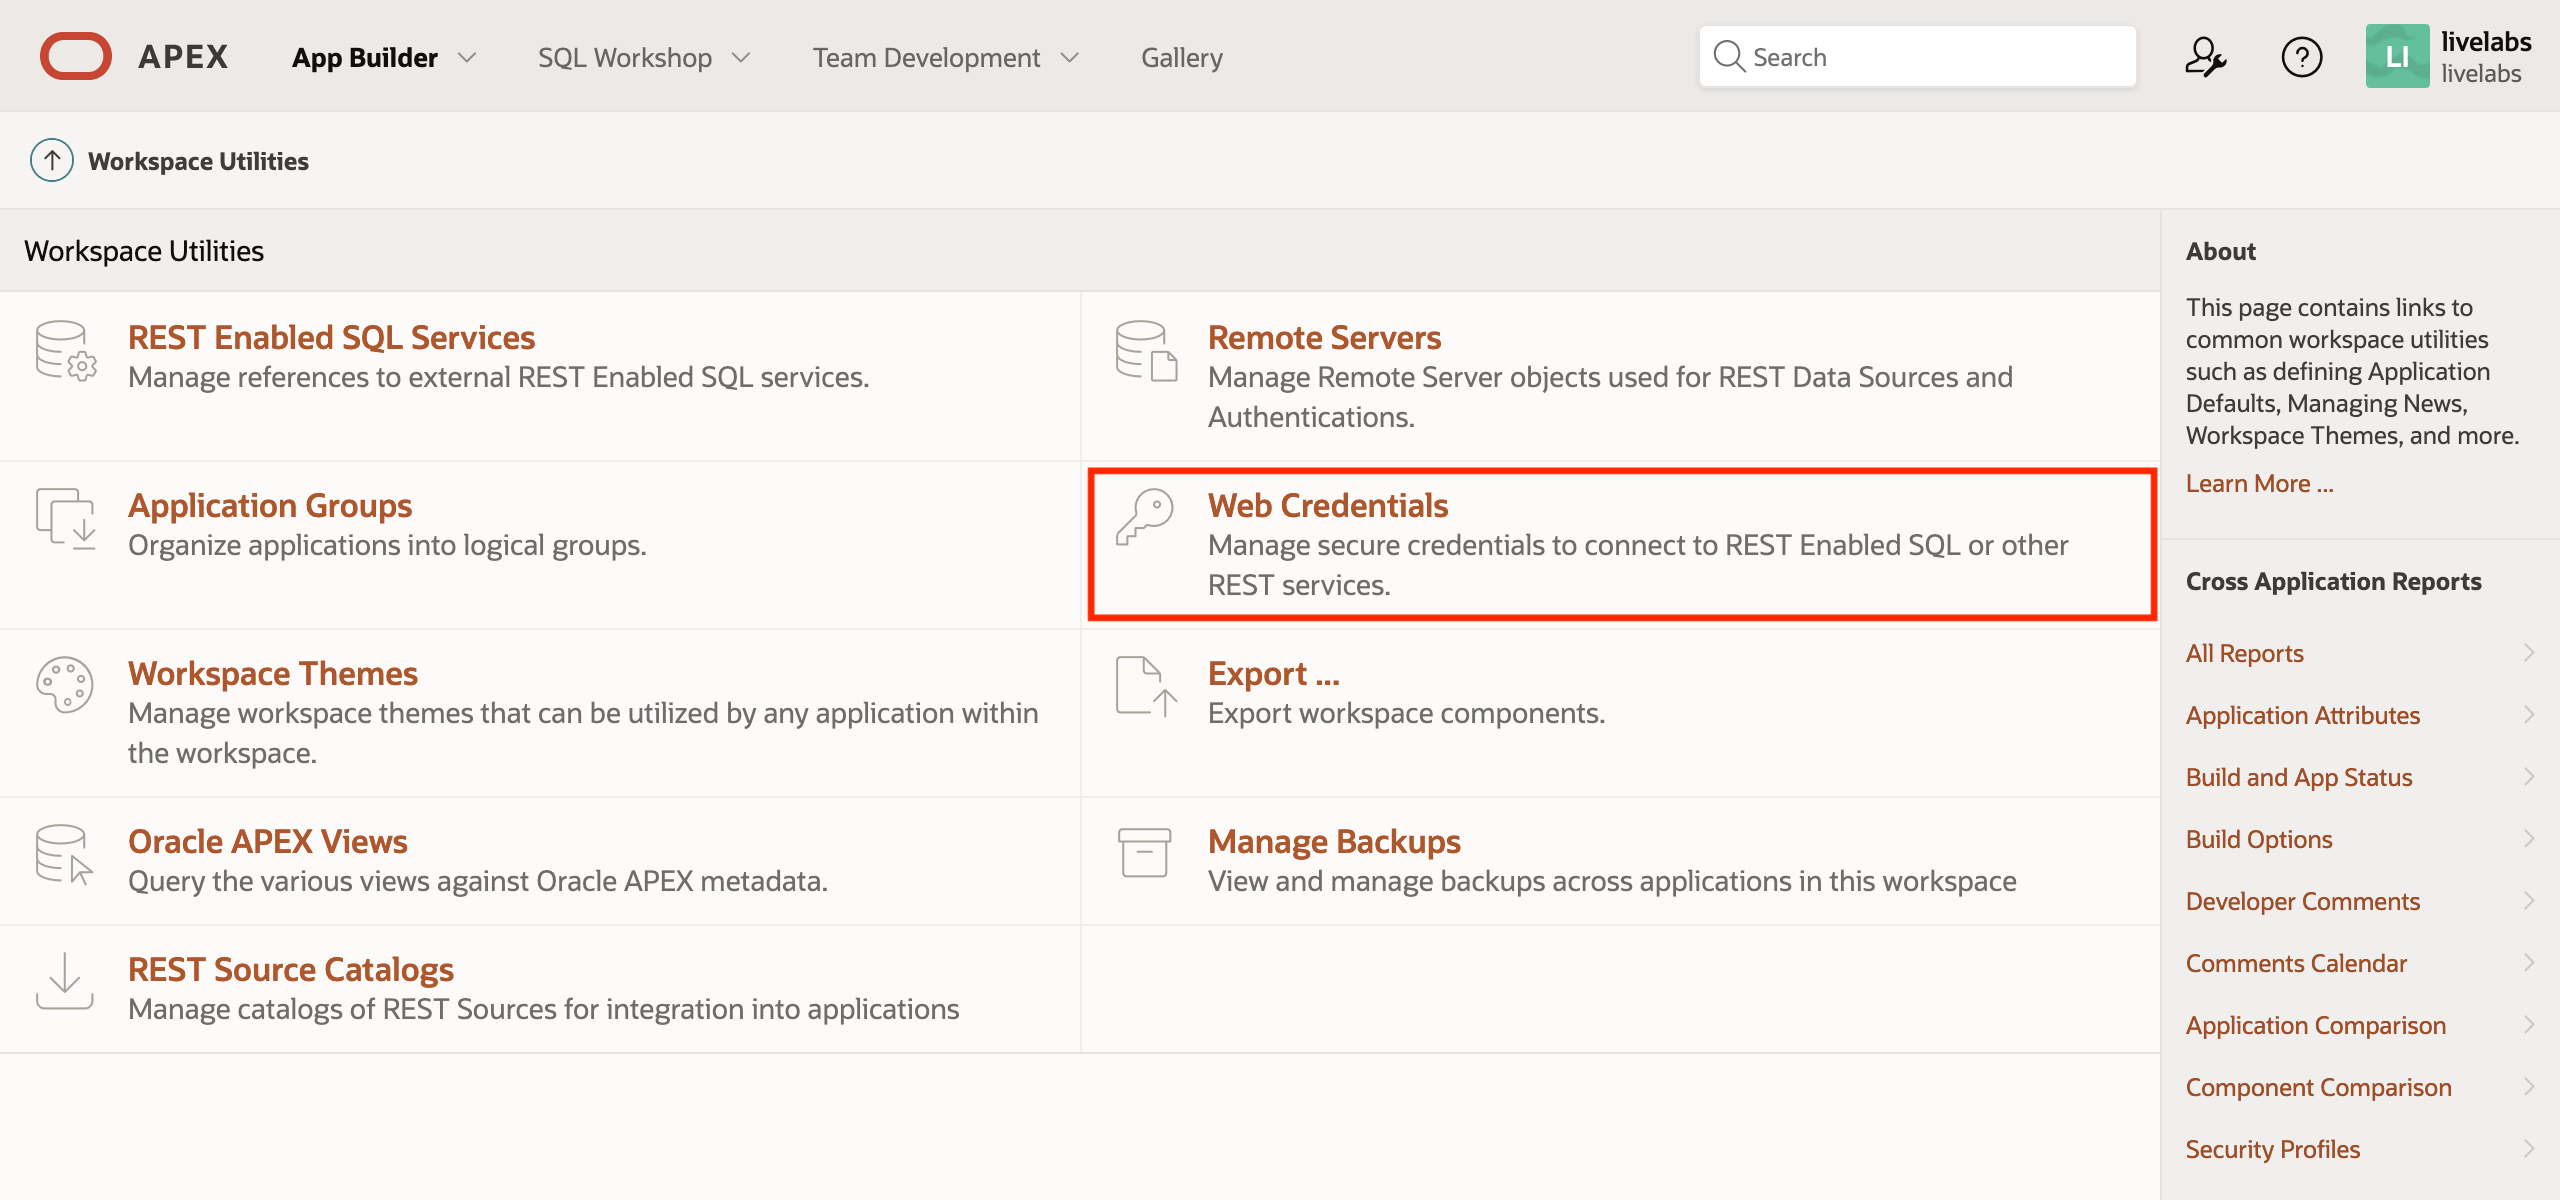 APEX
App Builder
SQL Workshop
Team Development
Gallery
Search
?
LI
livelabs
livelabs
Workspace Utilities
Workspace Utilities
REST Enabled SQL Services
Manage references to external REST Enabled SQL services.
Remote Servers
Manage Remote Server objects used for REST Data Sources and
Authentications.
Application Groups
Organize applications into logical groups.
Web Credentials
Manage secure credentials to connect to REST Enabled SQL or other
REST services.
Workspace Themes
Manage workspace themes that can be utilized by any application within
the workspace.
Export ...
Export workspace components.
Oracle APEX Views
Query the various views against Oracle APEX metadata.
Manage Backups
View and manage backups across applications in this workspace
REST Source Catalogs
Manage catalogs of REST Sources for integration into applications
About
This page contains links to
common workspace utilities
such as defining Application
Defaults, Managing News,
Workspace Themes, and more.
Learn More ...
Cross Application Reports
All Reports
Application Attributes
Build and App Status
Build Options
Developer Comments
Comments Calendar
Application Comparison
Component Comparison
Security Profiles